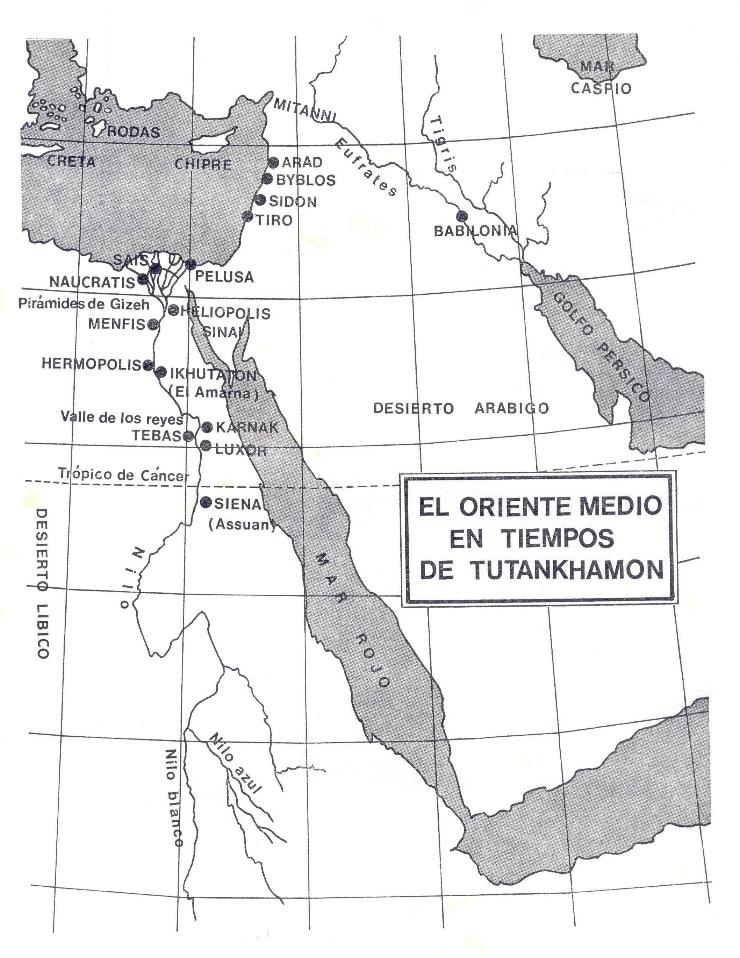 MAR
CASPIO
MITANNI
Tigris
RODAS
Eufrates
CRETA
CHIPRE
ARAD
BYBLOS
SIDON
TIRO
BABILONIA
SAIS
PELUSA
NAUCRATIS
Pirámides de Gizeh
HELIOPOLIS
MENFIS
SINAI
GOLFO PERSICO
HERMOPOLIS
IKHUTATON
(El Amarna)
DESIERTO ARABIGO
Valle de los reyes
KARNAK
TEBAS
LUXOR
Trópico de Cáncer
SIENA
(Assuan)
EL ORIENTE MEDIO
EN TIEMPOS
DE TUTANKHAMON
DESIERTO LIBICO
Nilo
MAR ROJO
Nilo azul
Nilo blanco